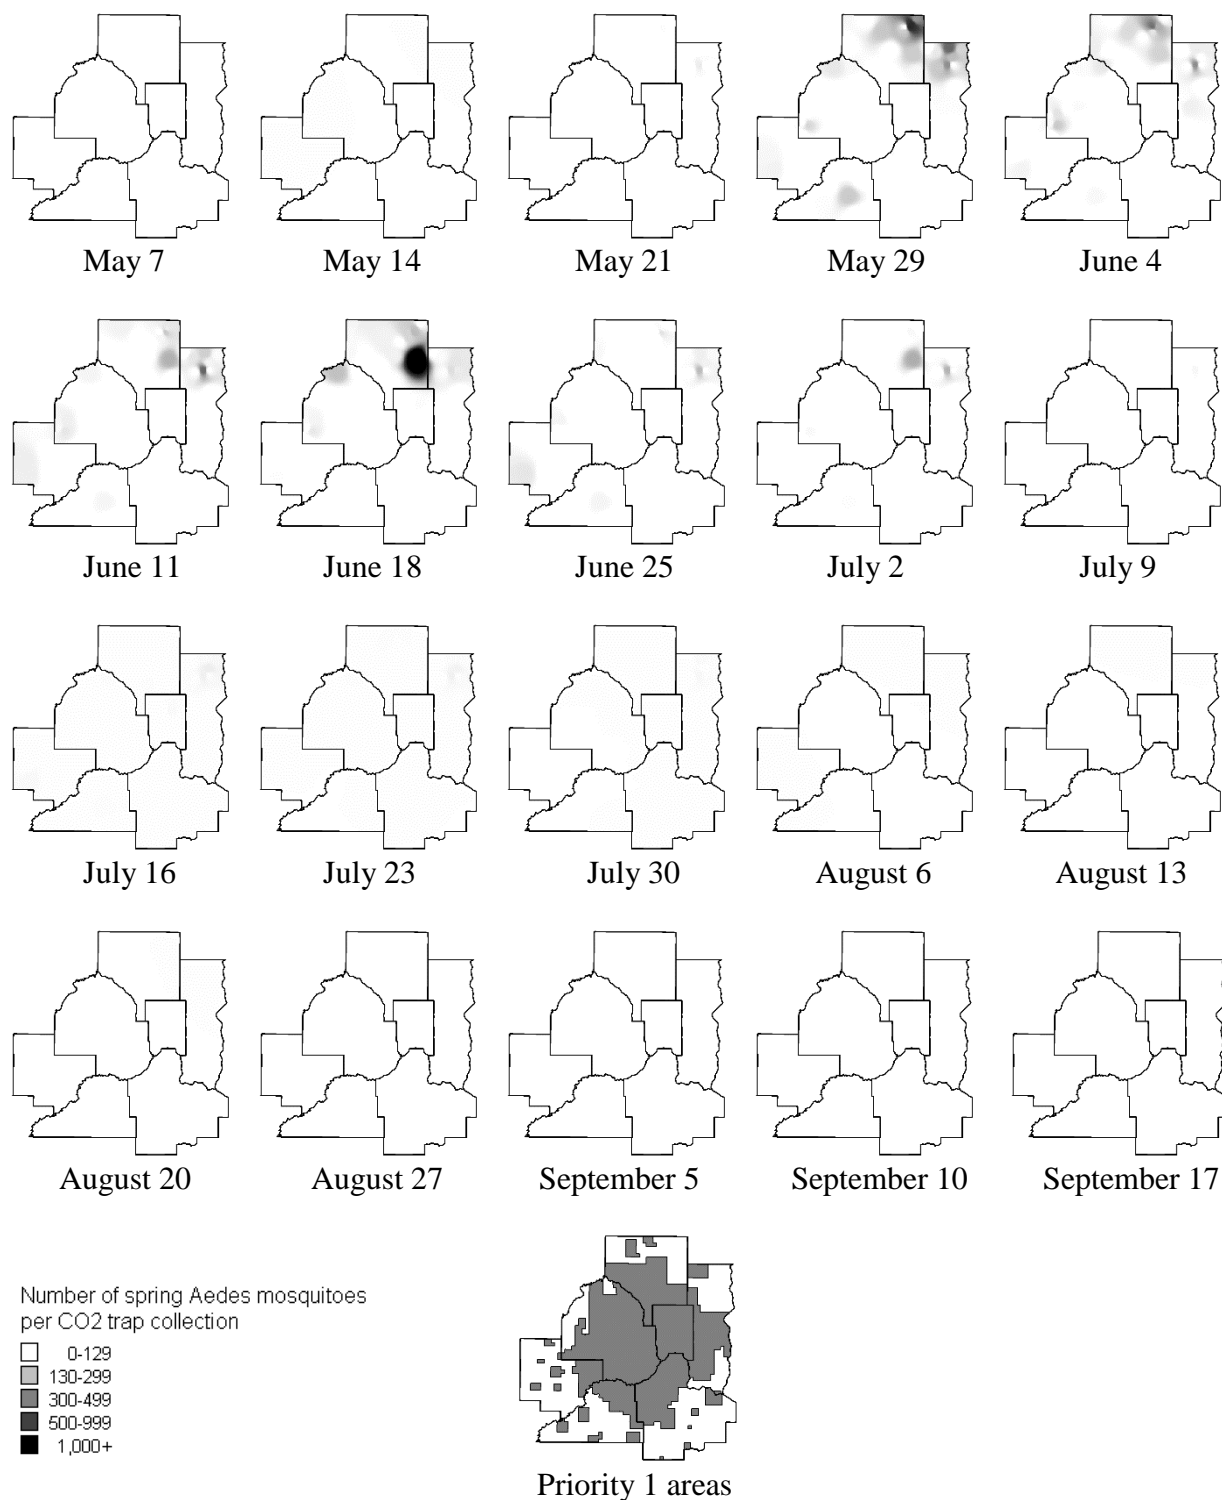 May 7
May 14
May 21
May 29
June 4
June 11
June 18
June 25
July 2
July 9
July 16
July 23
July 30
August 6
August 13
August 20
August 27
September 5
September 10
September 17
Number of spring Aedes mosquitoes
per CO2 trap collection
0-129
130-299
300-499
500-999
1,000+
Priority 1 areas